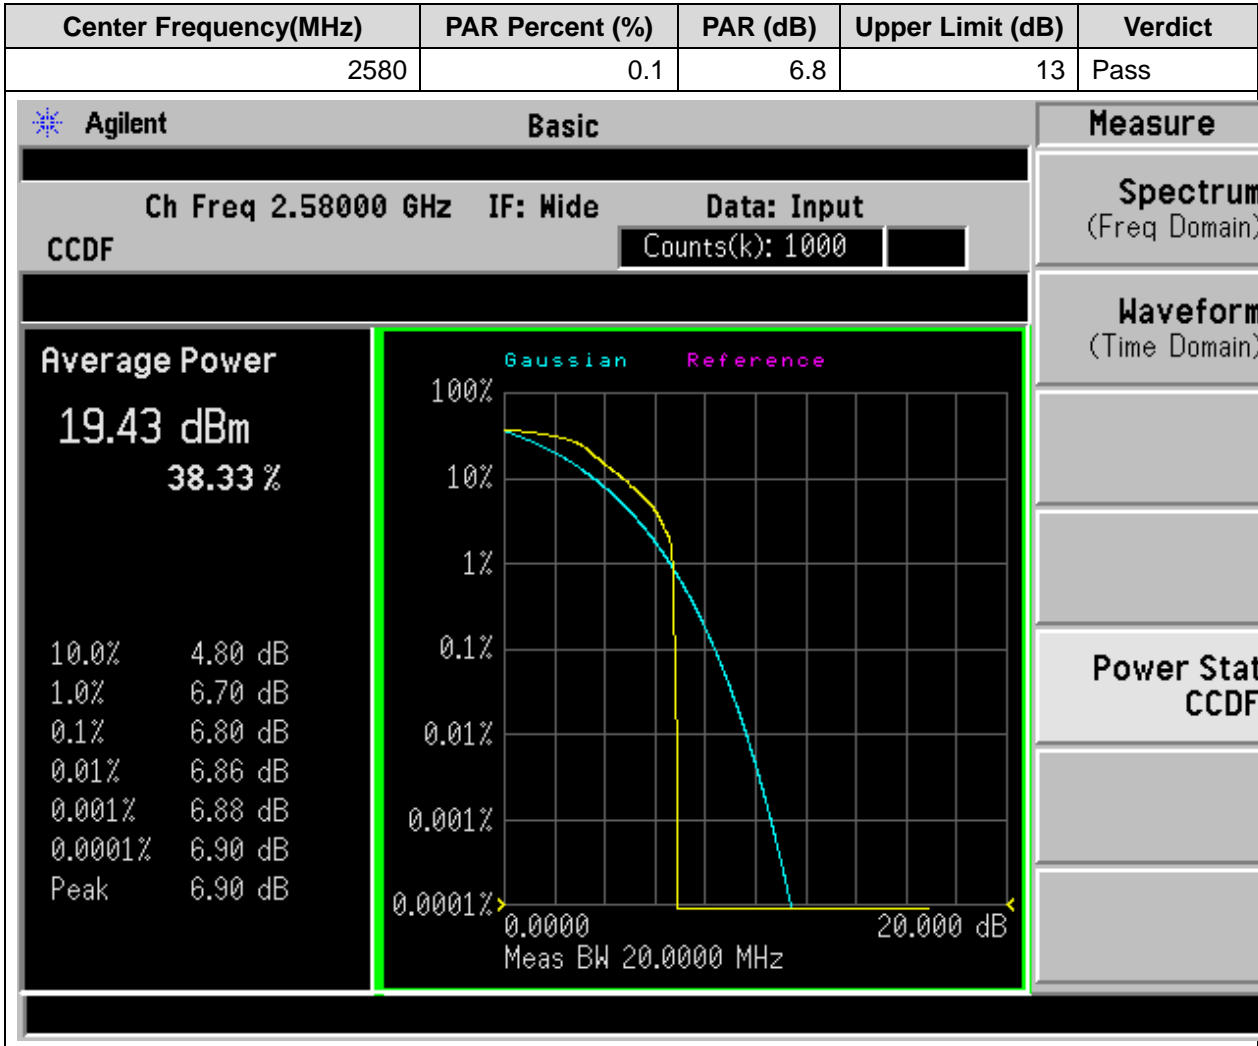 Center Frequency(MHz) PAR Percent (%) PAR (dB) Upper Limit (dB) Verdict
2580 0.1 6.8 13 Pass
Agilent Basic Measure
Ch Freq 2.58000 GHz IF: Wide Data: Input
CCDF Counts(k): 1000
Spectrum
(Freq Domain)
Waveform
(Time Domain)
Power Stat
CCDF
Average Power
19.43 dBm
38.33 %
10.0% 4.80 dB
1.0% 6.70 dB
0.1% 6.80 dB
0.01% 6.86 dB
0.001% 6.88 dB
0.0001% 6.90 dB
Peak 6.90 dB
Gaussian Reference
100%
10%
1%
0.1%
0.01%
0.001%
0.0001%
0.0000 20.000 dB
Meas BW 20.0000 MHz